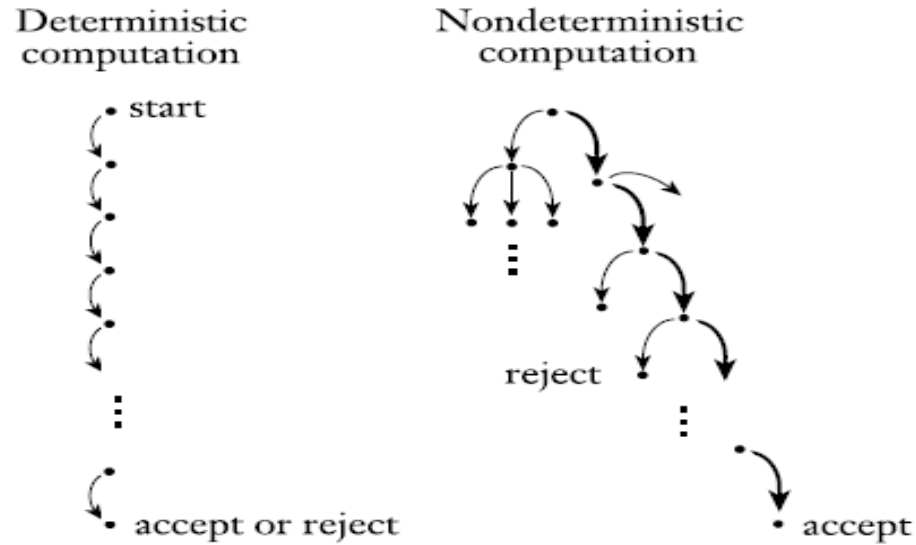 Deterministic
computation
start
accept or reject
Nondeterministic
computation
reject
accept